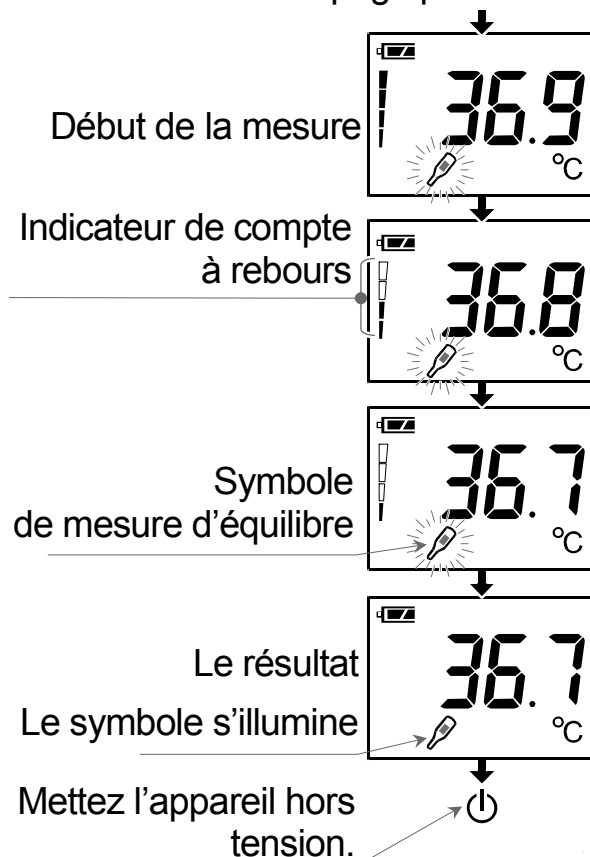 Début de la mesure
36.9
°C
Indicateur de compte
à rebours
36.8
°C
Symbole
de mesure d’équilibre
36.7
°C
Le résultat
36.7
Le symbole s’illumine
°C
Mettez l’appareil hors
tension.